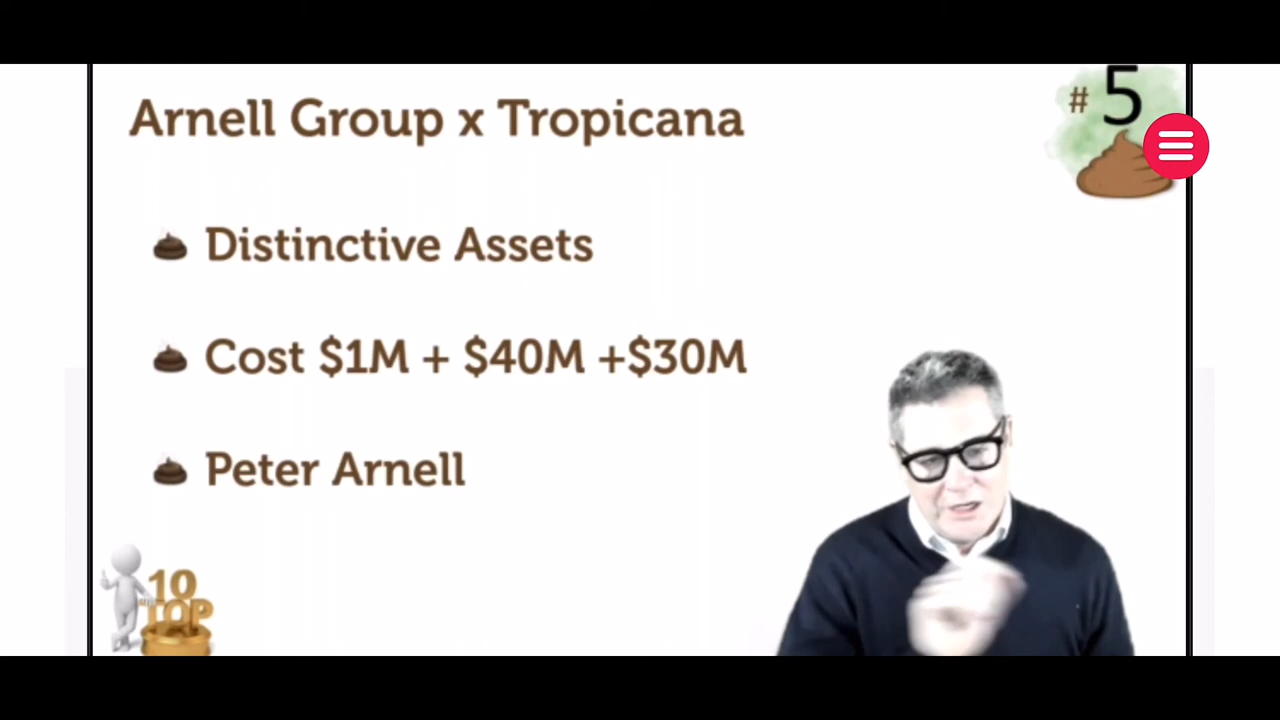 Arnell Group x Tropicana
# 5
Distinctive Assets
Cost $1M + $40M +$30M
Peter Arnell
10
TOP